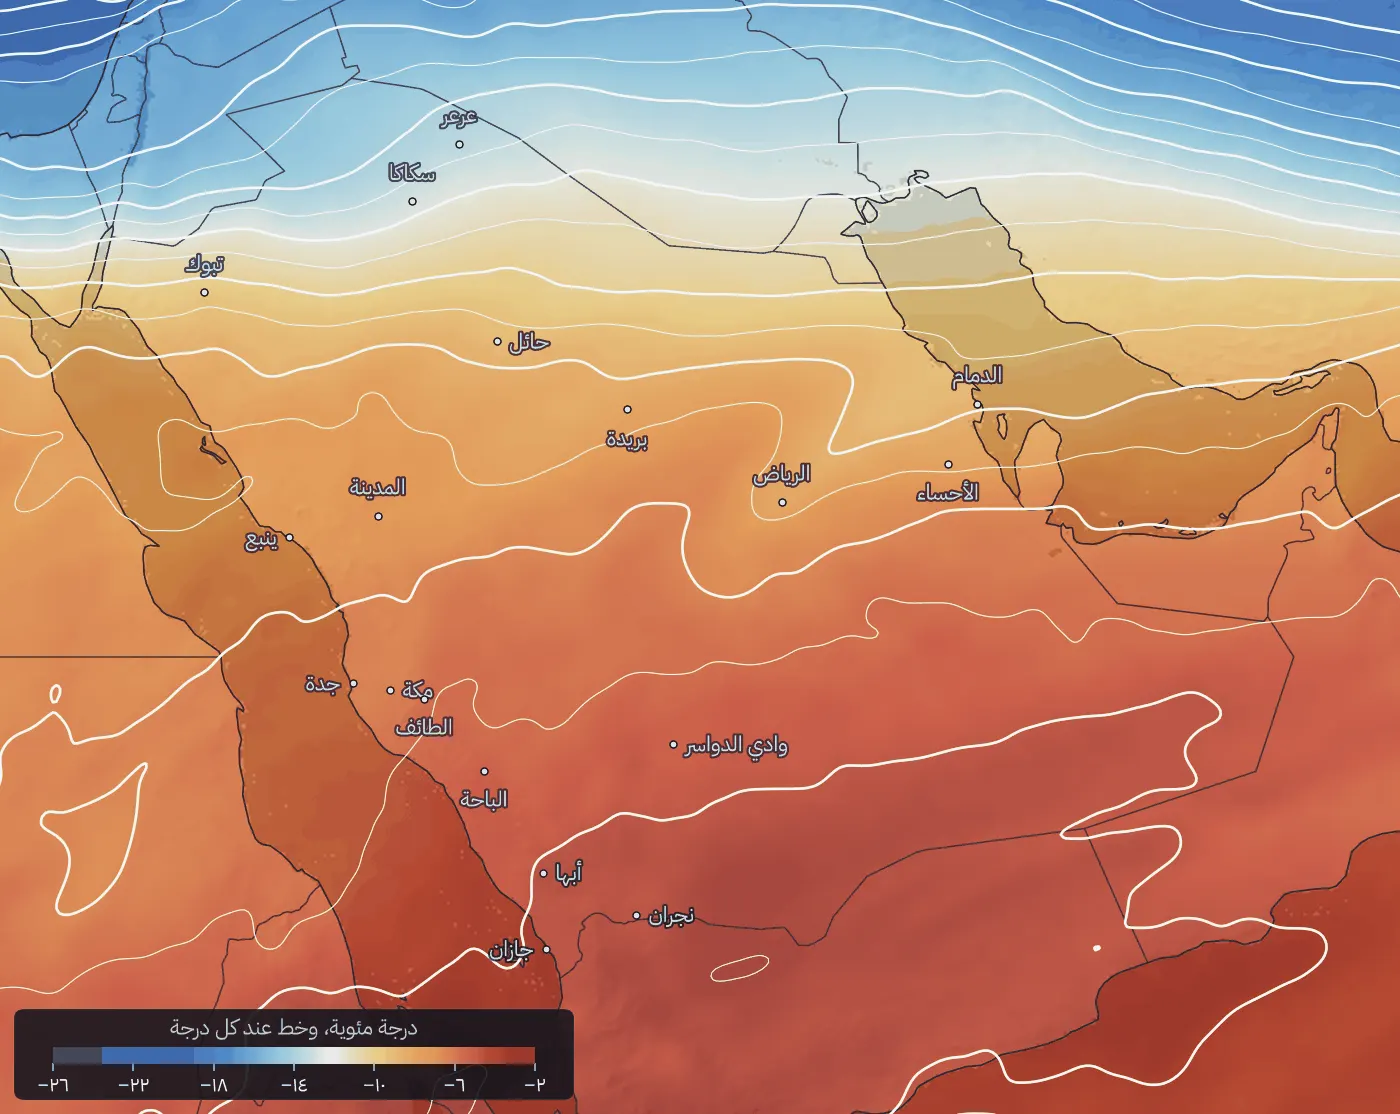 عرعر
سكاكا
تبوك
حائل
الدمام
بريدة
الرياض
الأحساء
المدينة
ينبع
جدة
مكة
الطائف
وادي الدواسر
الباحة
أبها
نجران
جازان
درجة مئوية، وخط عند كل درجة
−٢٦ −٢٢ −١٨ −١٤ −١٠ −٦ −٢